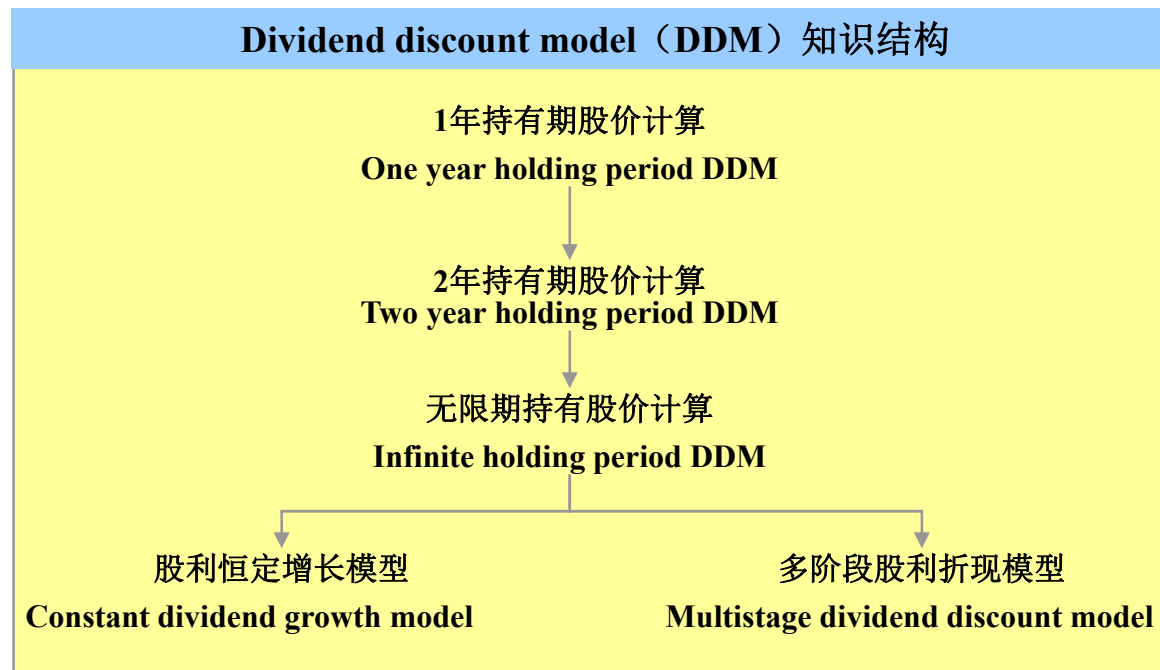 Dividend discount model（DDM）知识结构
1年持有期股价计算
One year holding period DDM
2年持有期股价计算
Two year holding period DDM
无限期持有股价计算
Infinite holding period DDM
股利恒定增长模型
Constant dividend growth model
多阶段股利折现模型
Multistage dividend discount model